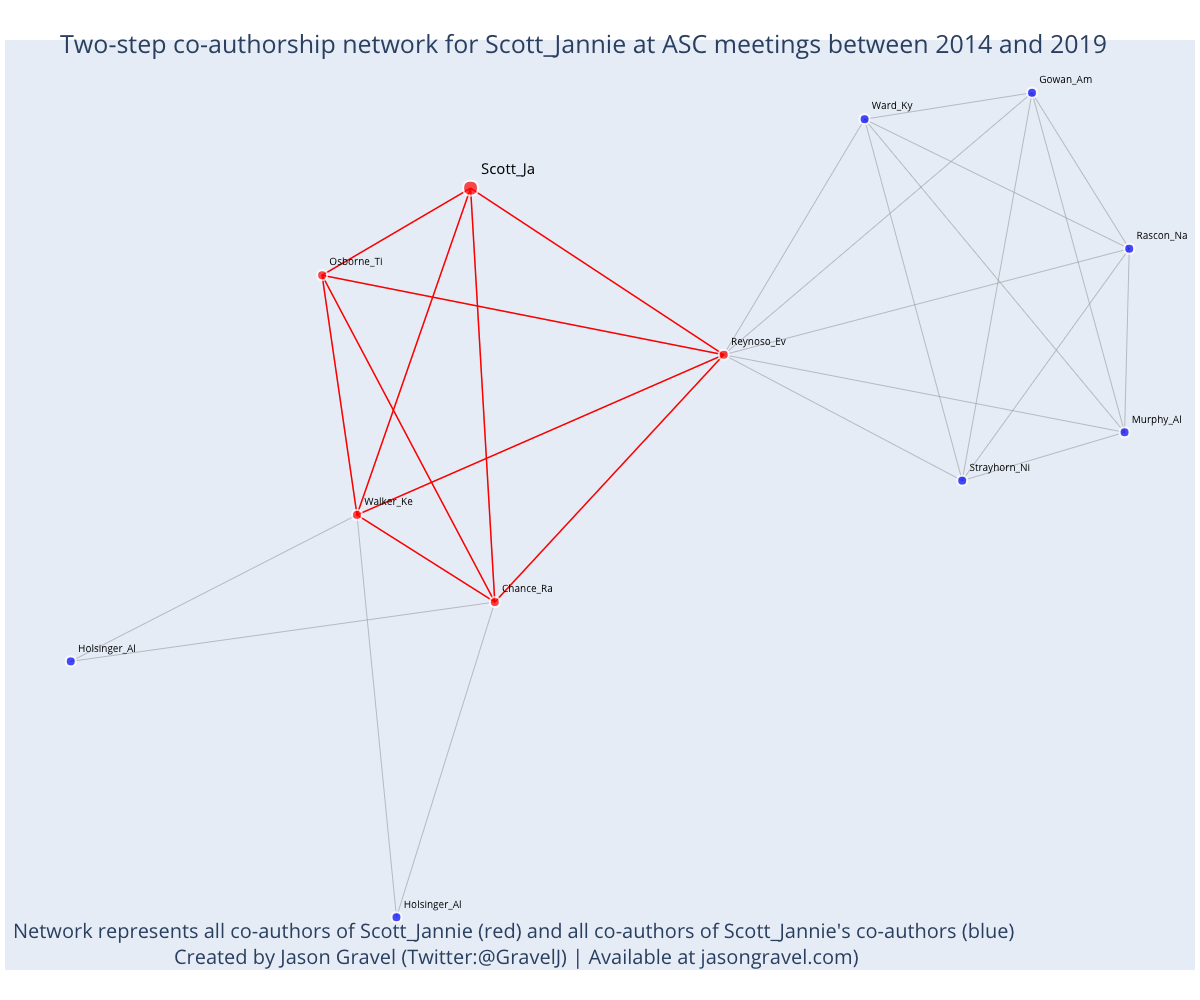 Two-step co-authorship network for Scott_Jannie at ASC meetings between 2014 and 2019
Gowan_Am
Ward_Ky
Scott_Ja
Rascon_Na
Osborne_Ti
Reynoso_Ev
Murphy_Al
Strayhorn_Ni
Walker_Ke
Chance_Ra
Holsinger_Al
Holsinger_Al
Network represents all co-authors of Scott_Jannie (red) and all co-authors of Scott_Jannie's co-authors (blue)
Created by Jason Gravel (Twitter:@GravelJ) | Available at jasongravel.com)